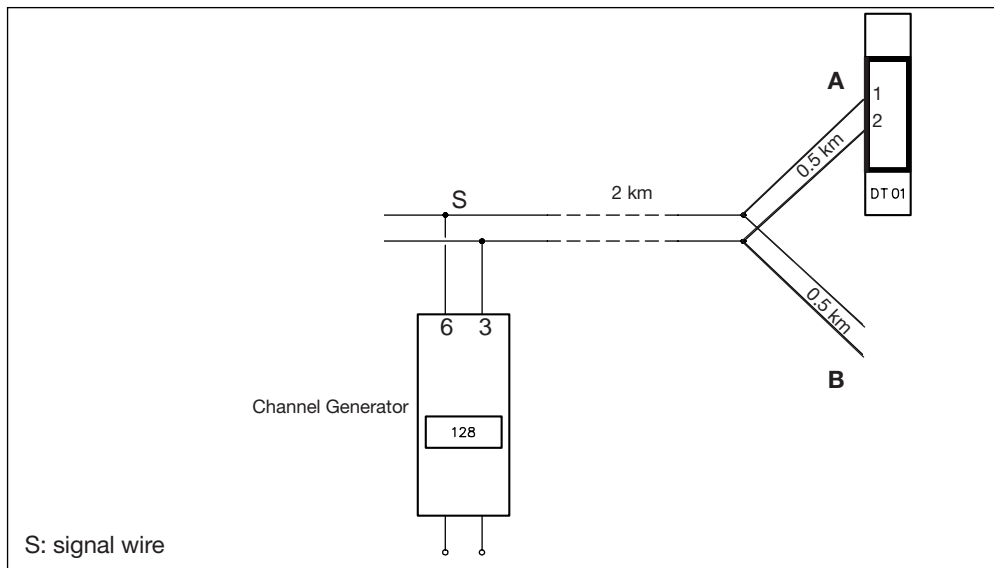 A
1
2
0.5 km
DT 01
S
2 km
0.5 km
B
6 3
Channel Generator
128
S: signal wire